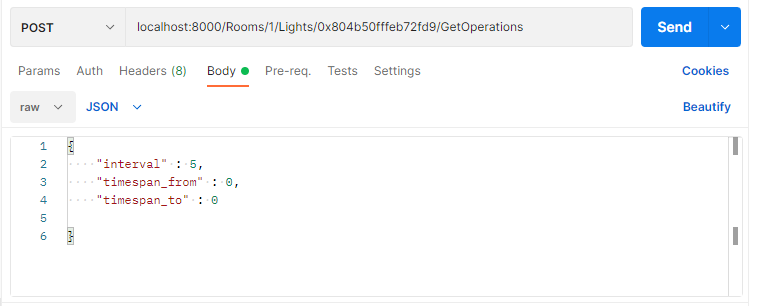 POST localhost:8000/Rooms/1/Lights/0x804b50fffeb72fd9/GetOperations Send
Params Auth Headers (8) Body Pre-req. Tests Settings Cookies
raw JSON Beautify
1 {
2 "interval" : 5,
3 "timespan_from" : 0,
4 "timespan_to" : 0
5
6 }